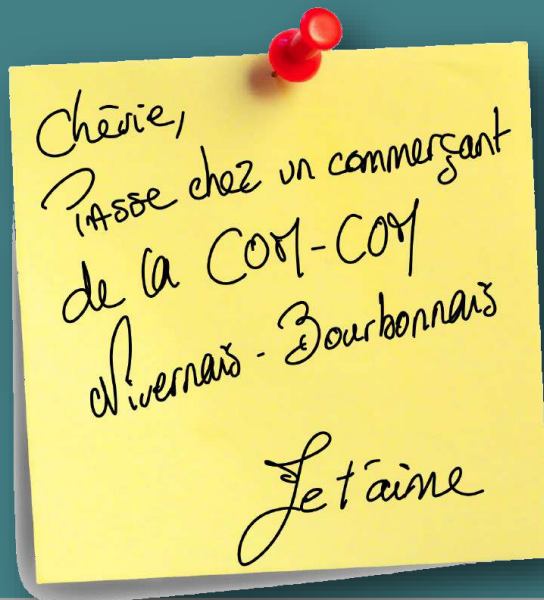 Chérie,
Passe chez un commerçant
de la COM-COM
Nivernais-Bourbonnais
Je t'aime